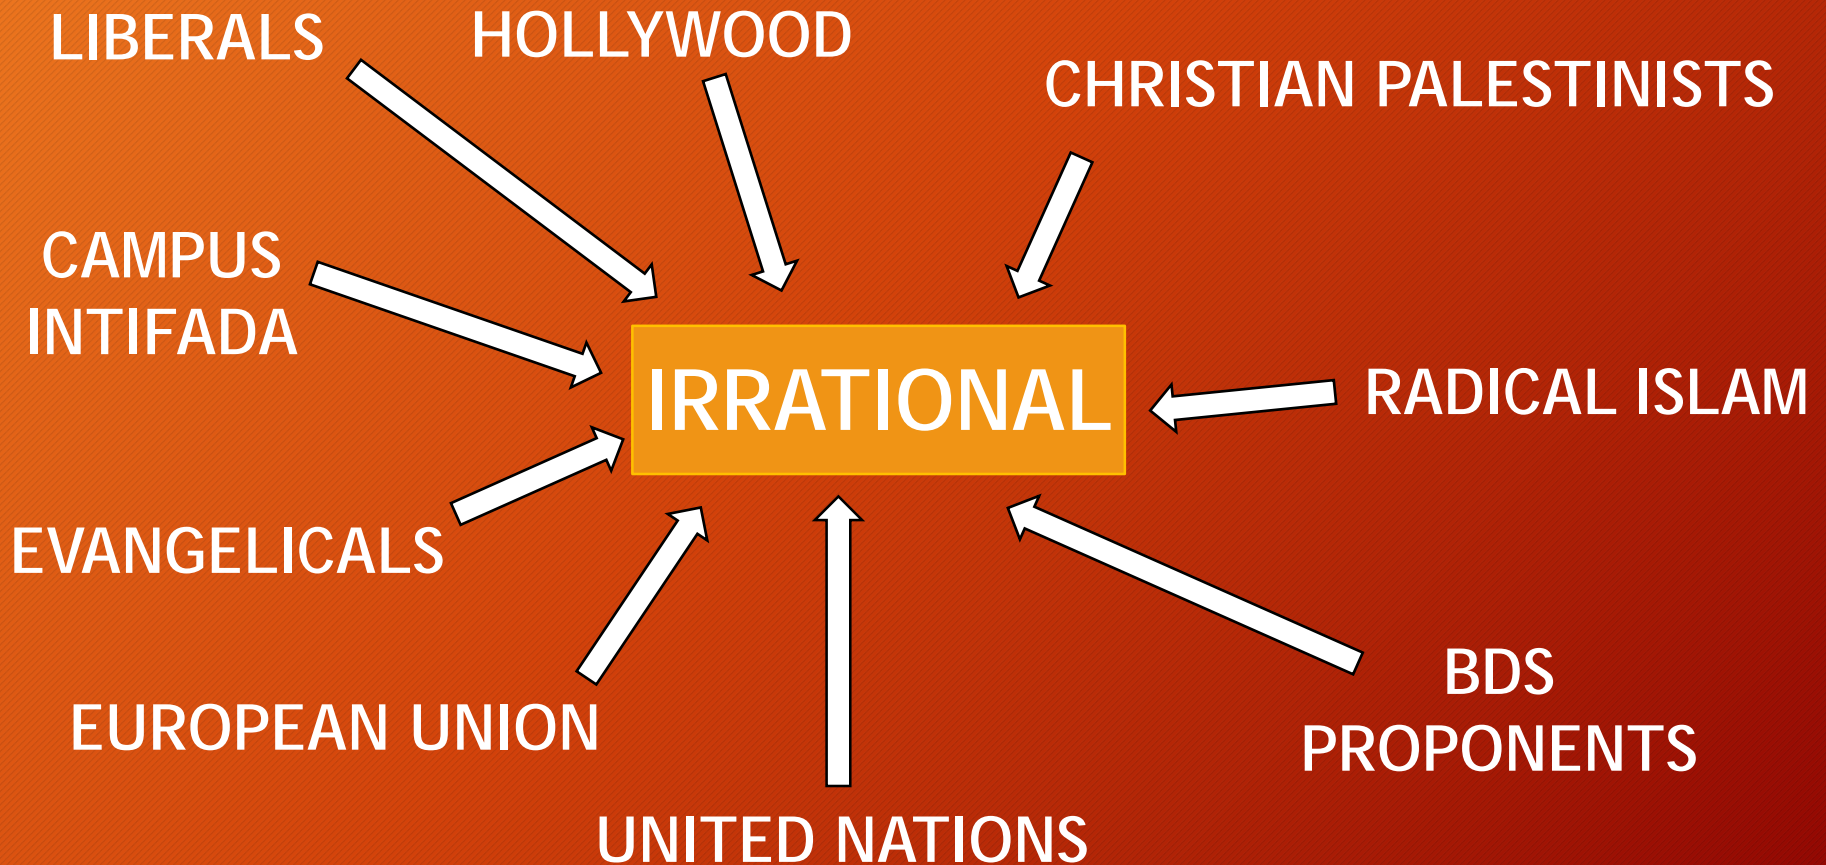 LIBERALS
HOLLYWOOD
CHRISTIAN PALESTINISTS
CAMPUS
INTIFADA
IRRATIONAL
RADICAL ISLAM
EVANGELICALS
EUROPEAN UNION
BDS
PROPONENTS
UNITED NATIONS